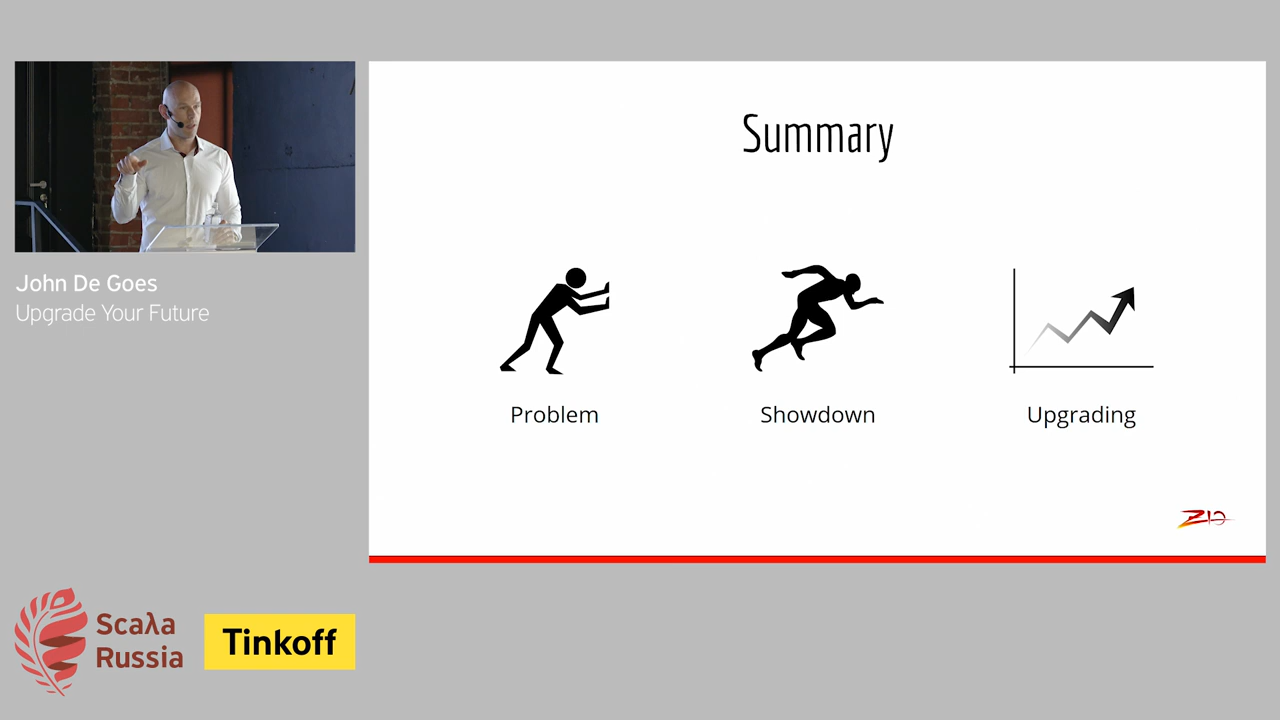 John De Goes
Upgrade Your Future
Summary
Problem
Showdown
Upgrading
ZIO
Scaλa
Russia
Tinkoff